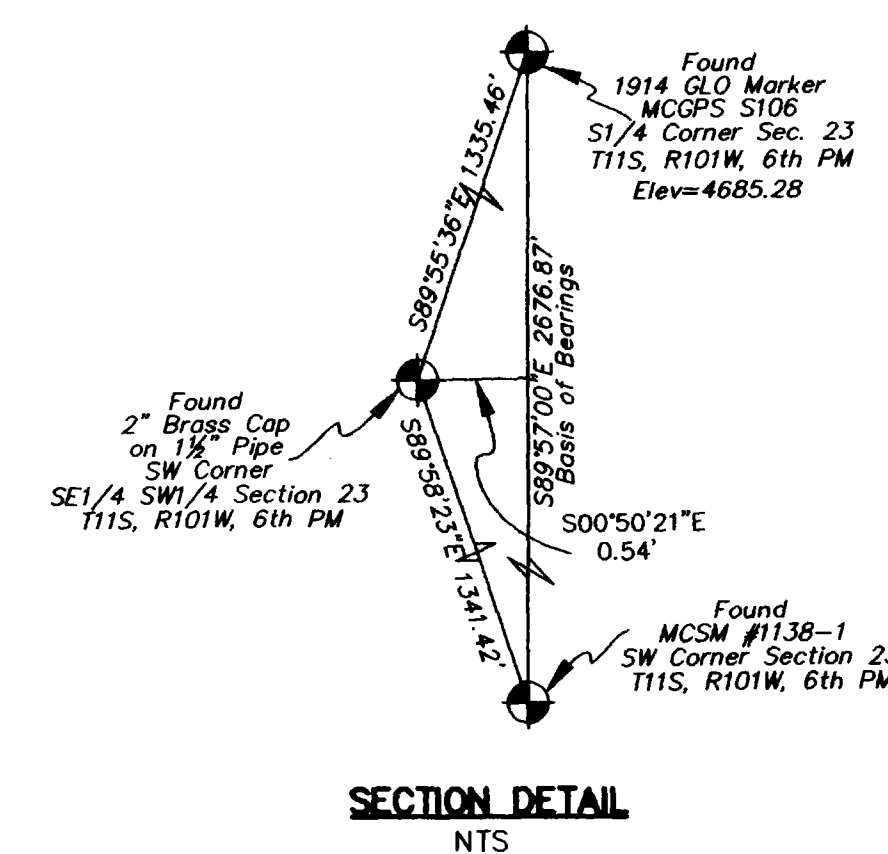 Found
1914 GLO Marker
MCGPS S106
S1/4 Corner Sec. 23
T11S, R101W, 6th PM
Elev=4685.28
S89°55'36"E 1335.46'
S89°57'00"E 2676.87'
Basis of Bearings
Found
2" Brass Cap
on 1½" Pipe
SW Corner
SE1/4 SW1/4 Section 23
T11S, R101W, 6th PM
S89°58'23"E 1341.42'
S00°50'21"E
0.54'
Found
MCSM #1138-1
SW Corner Section
T11S, R101W, 6th PM
SECTION DETAIL
NTS